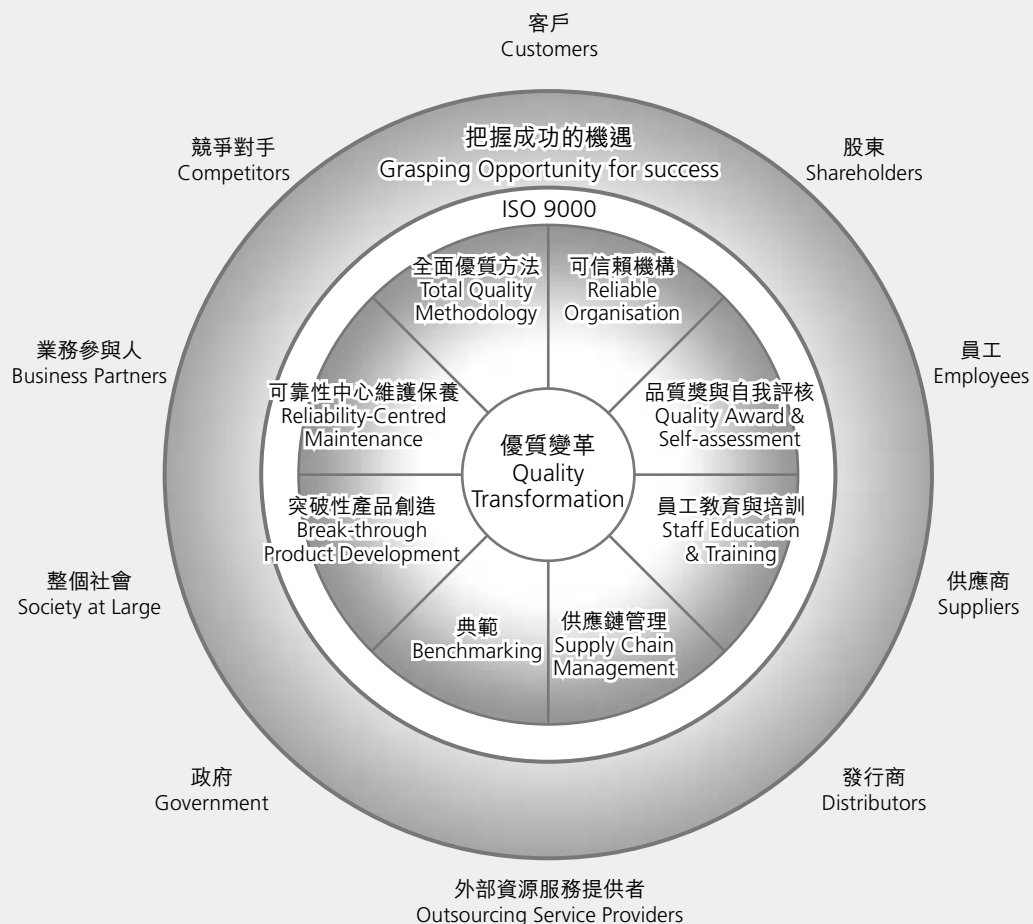 客戶
Customers
競爭對手
Competitors
把握成功的機遇
Grasping Opportunity for success
股東
Shareholders
ISO 9000
全面優質方法
Total Quality
Methodology
可信賴機構
Reliable
Organisation
業務參與人
Business Partners
員工
Employees
可靠性中心維護保養
Reliability-Centred
Maintenance
品質獎與自我評核
Quality Award &
Self-assessment
優質變革
Quality
Transformation
突破性產品創造
Break-through
Product Development
員工教育與培訓
Staff Education
& Training
整個社會
Society at Large
供應商
Suppliers
典範
Benchmarking
供應鏈管理
Supply Chain
Management
政府
Government
發行商
Distributors
外部資源服務提供者
Outsourcing Service Providers